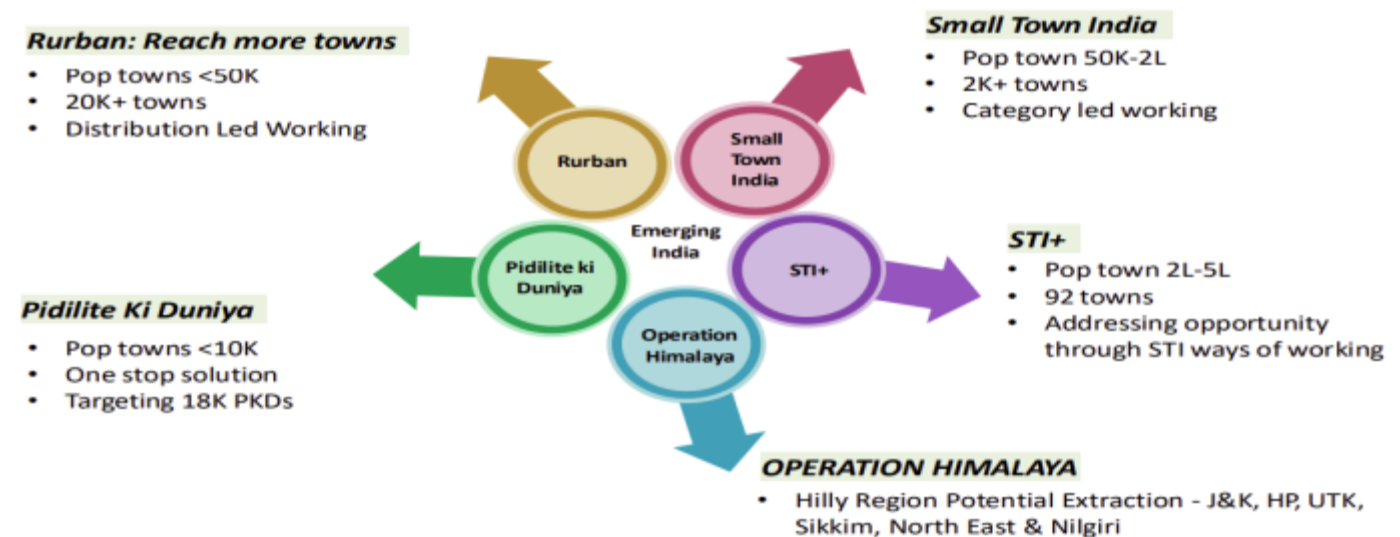 Rurban: Reach more towns
• Pop towns <50K
• 20K+ towns
• Distribution Led Working
Small Town India
• Pop town 50K-2L
• 2K+ towns
• Category led working
Rurban
Small
Town
India
Emerging
India
Pidilite ki
Duniya
STI+
Operation
Himalaya
STI+
• Pop town 2L-5L
• 92 towns
• Addressing opportunity
through STI ways of working
Pidilite Ki Duniya
• Pop towns <10K
• One stop solution
• Targeting 18K PKDs
OPERATION HIMALAYA
• Hilly Region Potential Extraction - J&K, HP, UTK,
Sikkim, North East & Nilgiri